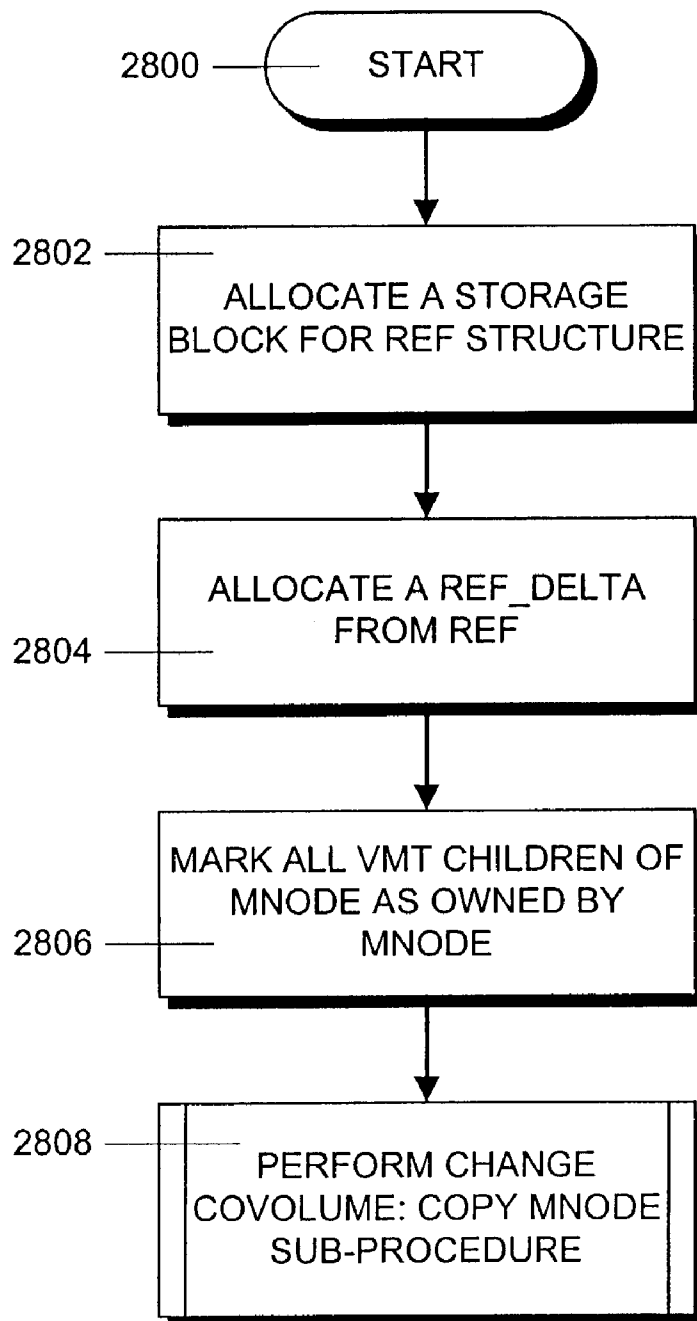 2800
START
2802
ALLOCATE A STORAGE
BLOCK FOR REF STRUCTURE
ALLOCATE A REF_DELTA
FROM REF
2804
MARK ALL VMT CHILDREN OF
MNODE AS OWNED BY
MNODE
2806
2808
PERFORM CHANGE
COVOLUME: COPY MNODE
SUB-PROCEDURE